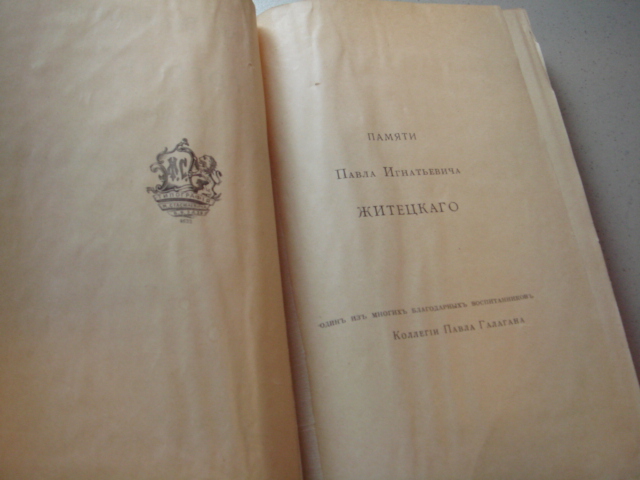 ПАМЯТИ
ПАВЛА ИГНАТЬЕВИЧА
ЖИТЕЦКАГО
ОДИНЪ ИЗЪ МНОГИХЪ БЛАГОДАРНЫХЪ ВОСПИТАННИКОВЪ
КОЛЛЕГІИ ПАВЛА ГАЛАГАНА